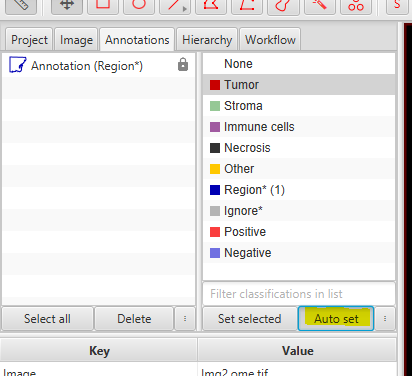 Project Image Annotations Hierarchy Workflow
Annotation (Region*)
None
Tumor
Stroma
Immune cells
Necrosis
Other
Region* (1)
Ignore*
Positive
Negative
Filter classifications in list
Select all Delete Set selected Auto set
Key Value
Image Img2.ome.tif